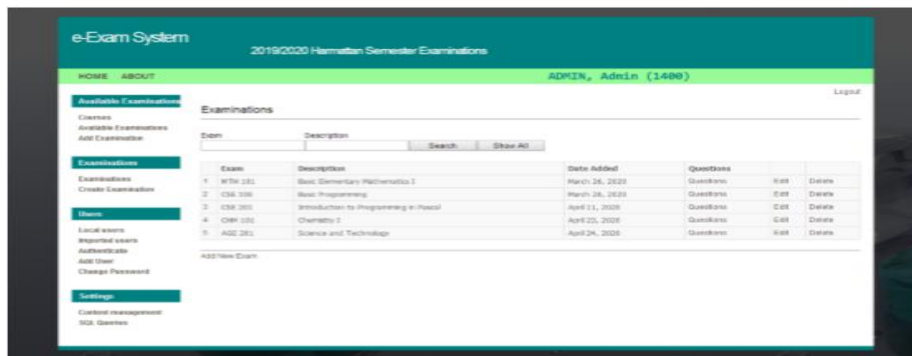 e-Exam System
2019/2020 Harmattan Semester Examinations
HOME ABOUT
ADMIN, Admin (1400)
Logout
Available Examinations
Courses
Available Examinations
Add Examination
Examinations
Examinations
Create Examination
Users
Local users
Imported users
Authenticate
Add User
Change Password
Settings
Content management
SQL Queries
Examinations
Exam Description
Search Show All
Exam Description Date Added Questions
1 MTH 101 Basic Elementary Mathematics I March 26, 2020 Questions Edit Delete
2 CSE 100 Basic Programming March 26, 2020 Questions Edit Delete
3 CSE 201 Introduction to Programming in Pascal April 11, 2020 Questions Edit Delete
4 CHM 101 Chemistry I April 23, 2020 Questions Edit Delete
5 Science and Technology April 24, 2020 Questions Edit Delete
Add New Exam